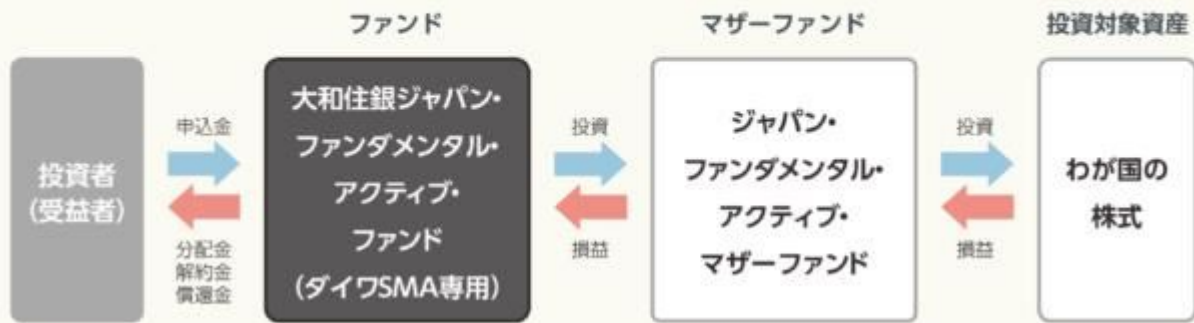 ファンド
マザーファンド
投資対象資産
投資者
(受益者)
申込金
分配金
解約金
償還金
大和住銀ジャパン・
ファンダメンタル・
アクティブ・
ファンド
(ダイワSMA専用)
投資
損益
ジャパン・
ファンダメンタル・
アクティブ・
マザーファンド
投資
損益
わが国の
株式